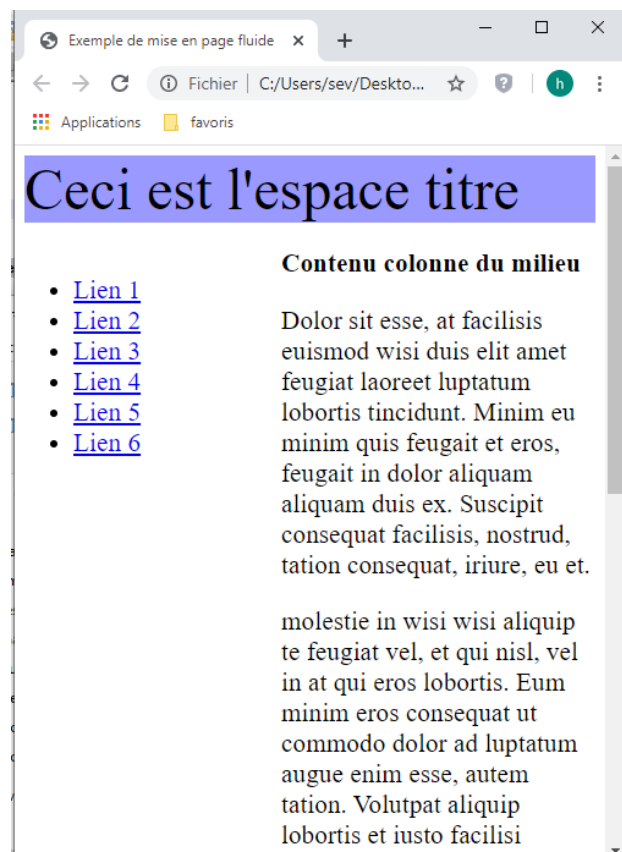 Exemple de mise en page fluide
Fichier | C:/Users/sev/Deskto...
h
Applications favoris
Ceci est l'espace titre
Lien 1
Lien 2
Lien 3
Lien 4
Lien 5
Lien 6
Contenu colonne du milieu
Dolor sit esse, at facilisis
euismod wisi duis elit amet
feugiat laoreet luptatum
lobortis tincidunt. Minim eu
minim quis feugait et eros,
feugait in dolor aliquam
aliquam duis ex. Suscipit
consequat facilisis, nostrud,
tation consequat, iriure, eu et.
molestie in wisi wisi aliquip
te feugiat vel, et qui nisl, vel
in at qui eros lobortis. Eum
minim eros consequat ut
commodo dolor ad luptatum
augue enim esse, autem
tation. Volutpat aliquip
lobortis et iusto facilisi